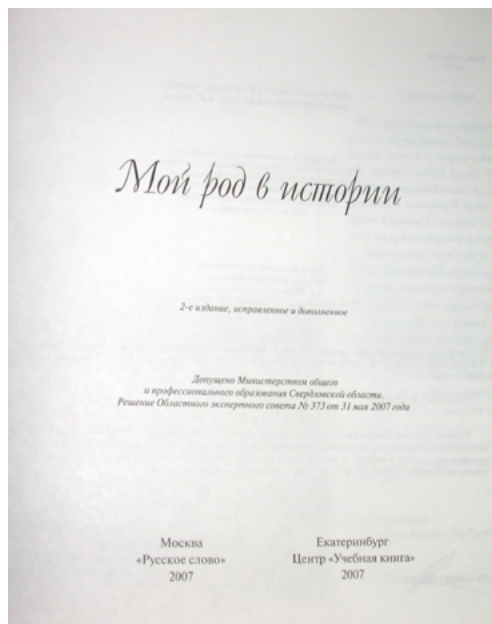 Мой род в истории
2-е издание, исправленное и дополненное
Допущено Министерством общего
и профессионального образования Свердловской области.
Решение Областного экспертного совета № 373 от 31 мая 2007 года
Москва
«Русское слово»
2007
Екатеринбург
Центр «Учебная книга»
2007